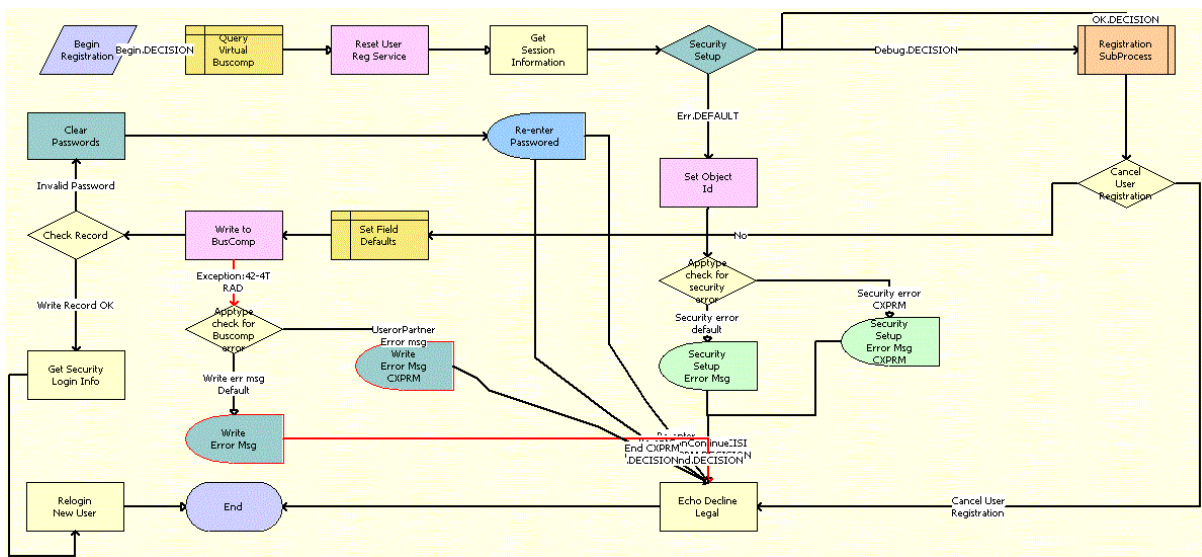 OK.DECISION
Begin
Registration
Begin.DECISION
Query
Virtual
Buscomp
Reset User
Reg Service
Get
Session
Information
Security
Setup
Debug.DECISION
Registration
SubProcess
Err.DEFAULT
Clear
Passwords
Re-enter
Passwored
Invalid Password
Set Object
Id
Cancel
User
Registration
Check Record
Write to
BusComp
Set Field
Defaults
No
Exception:42-4T
RAD
Apptype
check for
security
error
Security error
CXPRM
Write Record OK
Apptype
check for
Buscomp
error
UserorPartner
Error msg
Security error
default
Security
Setup
Error Msg
CXPRM
Get Security
Login Info
Write
Error Msg
CXPRM
Security
Setup
Error Msg
Write err msg
Default
Write
Error Msg
End CXPRM
.DECISION
Relogin
New User
End
Echo Decline
Legal
Cancel User
Registration